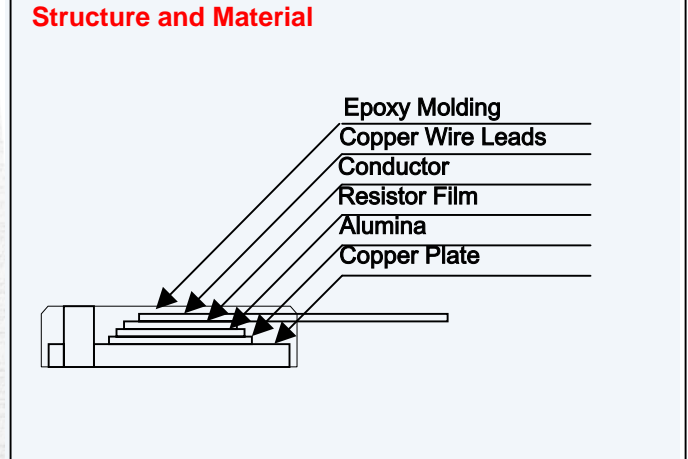 Structure and Material
Epoxy Molding
Copper Wire Leads
Conductor
Resistor Film
Alumina
Copper Plate